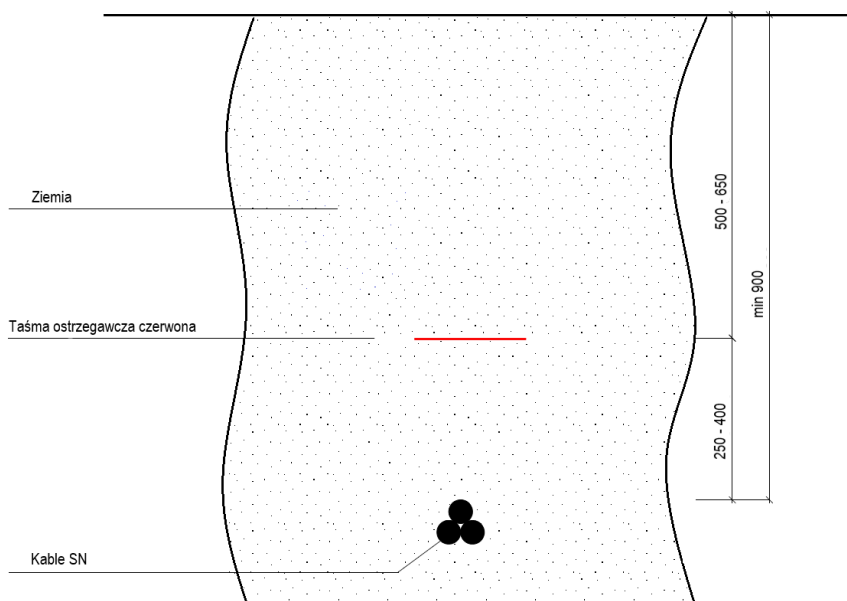 Ziemia
500 - 650
min 900
Taśma ostrzegawcza czerwona
250 - 400
Kable SN